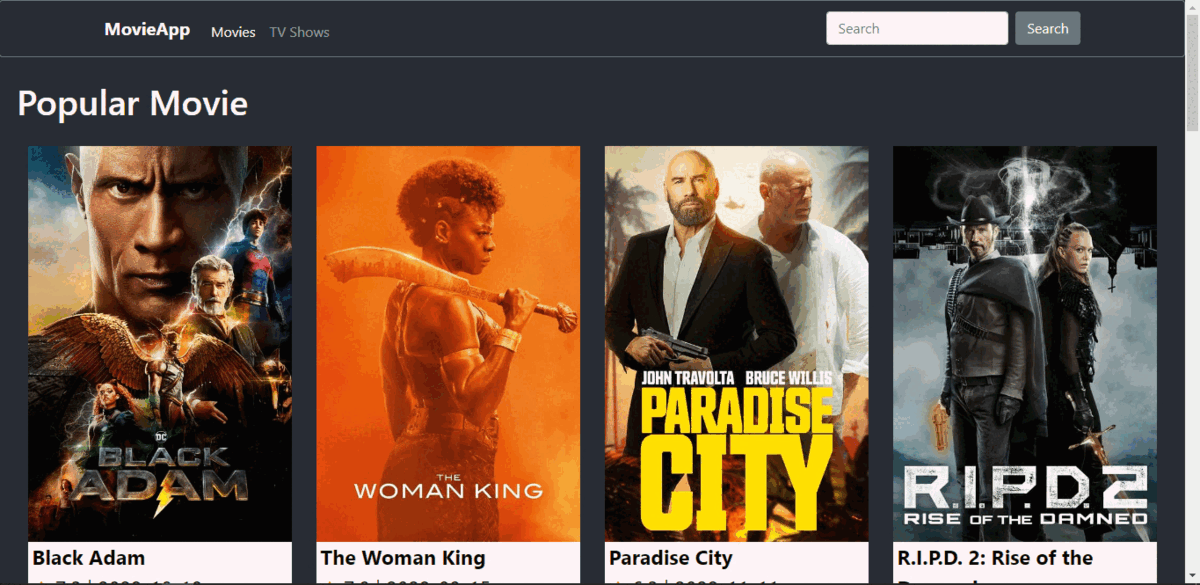 MovieApp Movies TV Shows Search Search
Popular Movie
DC
BLACK
ADAM
THE
WOMAN KING
JOHN TRAVOLTA BRUCE WILLIS
PARADISE
CITY
R.I.P.D. 2
RISE OF THE DAMNED
Black Adam
The Woman King
Paradise City
R.I.P.D. 2: Rise of the